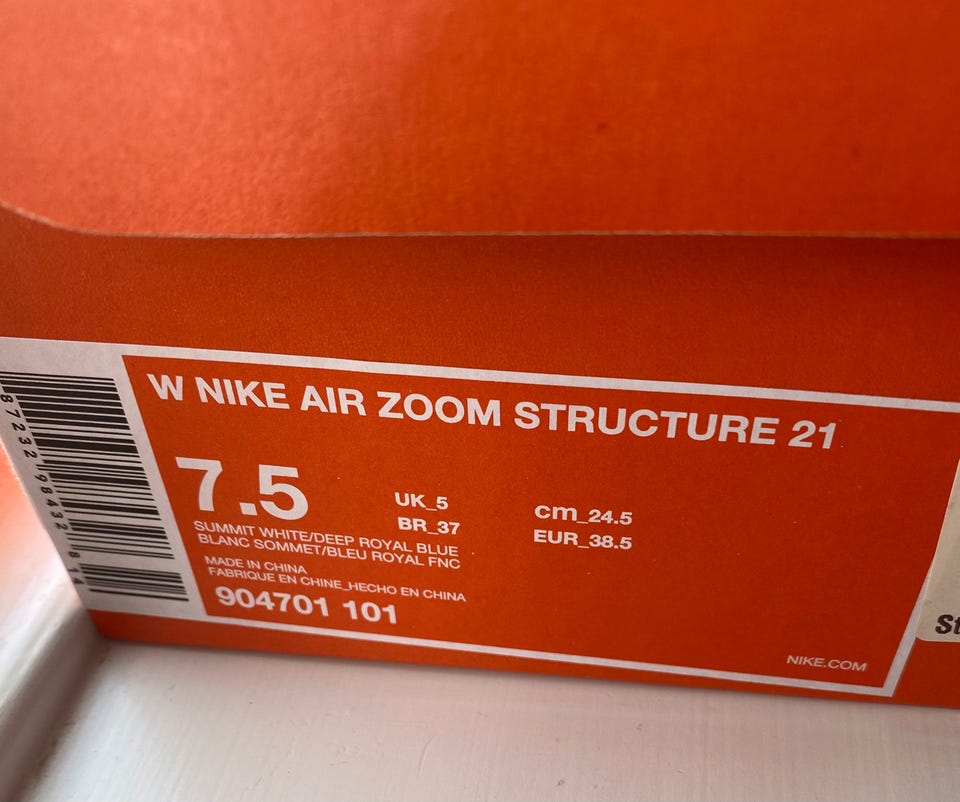 W NIKE AIR ZOOM STRUCTURE 21
7.5
UK_5
cm_24.5
BR_37
EUR_38.5
SUMMIT WHITE/DEEP ROYAL BLUE
BLANC SOMMET/BLEU ROYAL FNC
MADE IN CHINA
FABRIQUE EN CHINE_HECHO EN CHINA
904701 101
NIKE.COM
St